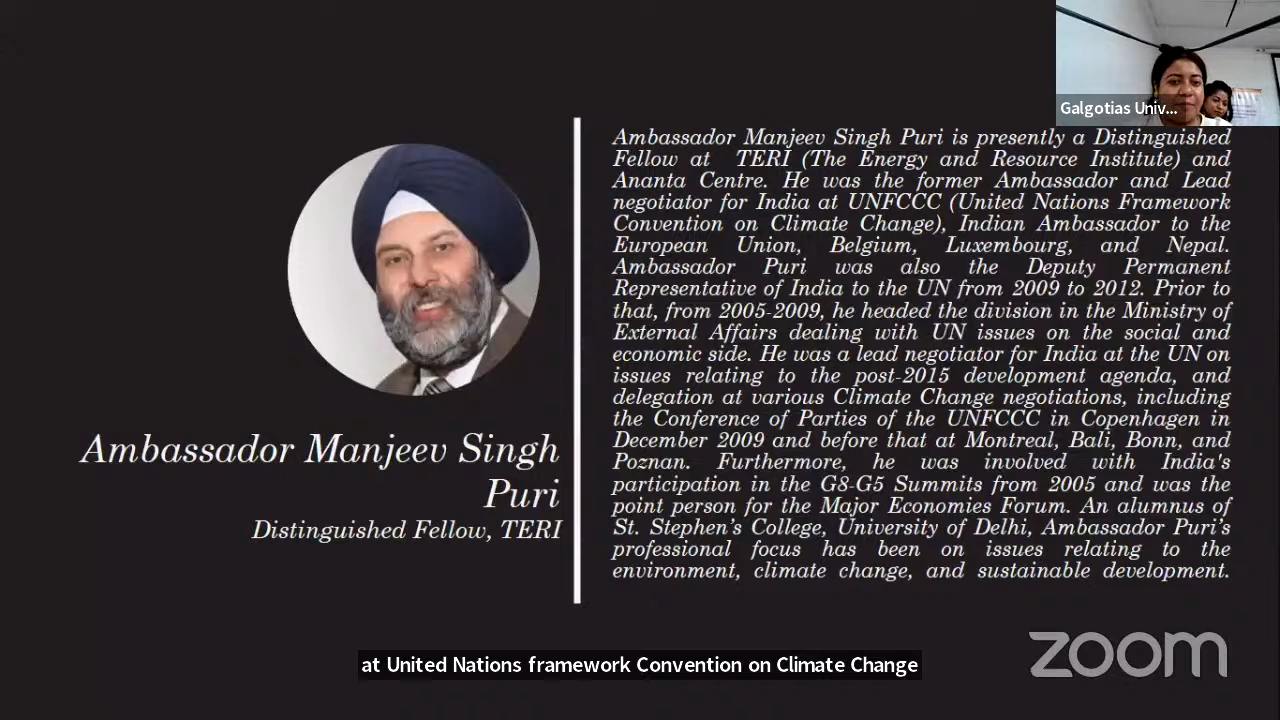 Galgotias Univ...
Ambassador Manjeev Singh Puri is presently a Distinguished
Fellow at TERI (The Energy and Resource Institute) and
Ananta Centre. He was the former Ambassador and Lead
negotiator for India at UNFCCC (United Nations Framework
Convention on Climate Change), Indian Ambassador to the
European Union, Belgium, Luxembourg, and Nepal.
Ambassador Puri was also the Deputy Permanent
Representative of India to the UN from 2009 to 2012. Prior to
that, from 2005-2009, he headed the division in the Ministry of
External Affairs dealing with UN issues on the social and
economic side. He was a lead negotiator for India at the UN on
issues relating to the post-2015 development agenda, and
delegation at various Climate Change negotiations, including
the Conference of Parties of the UNFCCC in Copenhagen in
December 2009 and before that at Montreal, Bali, Bonn, and
Poznan. Furthermore, he was involved with India's
participation in the G8-G5 Summits from 2005 and was the
point person for the Major Economies Forum. An alumnus of
St. Stephen's College, University of Delhi, Ambassador Puri's
professional focus has been on issues relating to the
environment, climate change, and sustainable development.
Ambassador Manjeev Singh
Puri
Distinguished Fellow, TERI
at United Nations framework Convention on Climate Change
zoom